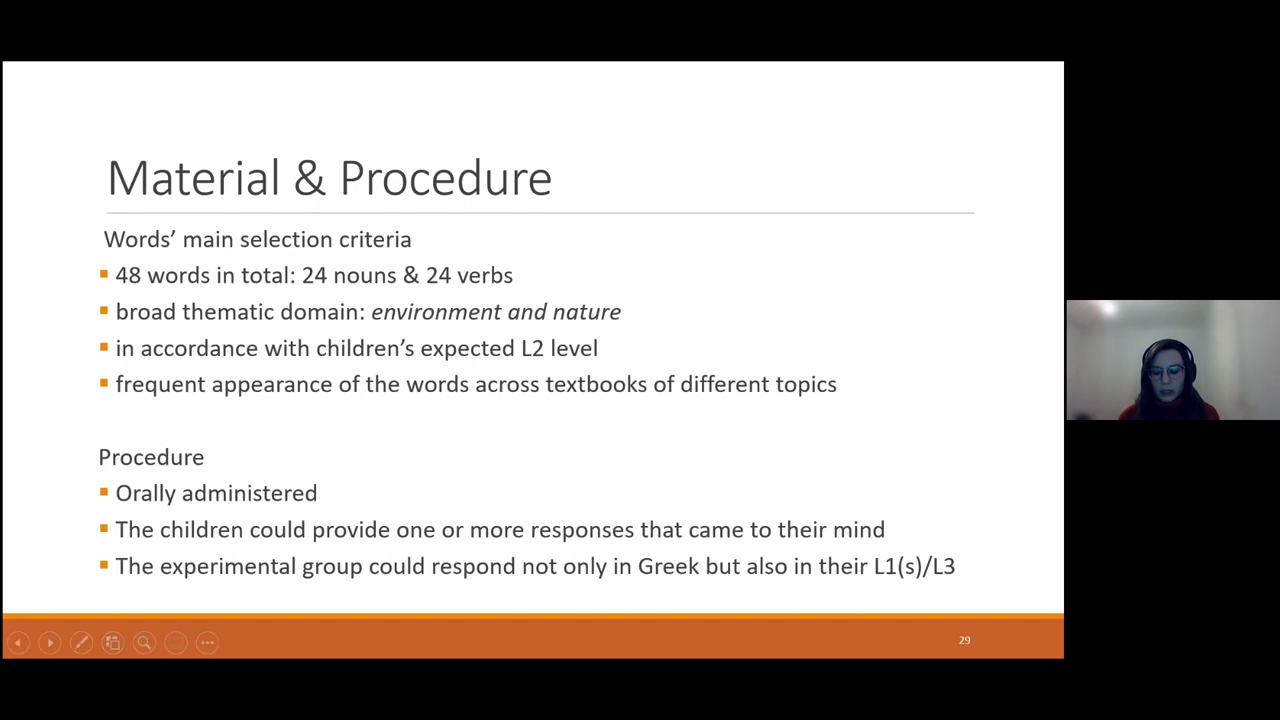 Material & Procedure
Words’ main selection criteria
48 words in total: 24 nouns & 24 verbs
broad thematic domain: environment and nature
in accordance with children’s expected L2 level
frequent appearance of the words across textbooks of different topics
Procedure
Orally administered
The children could provide one or more responses that came to their mind
The experimental group could respond not only in Greek but also in their L1(s)/L3
29